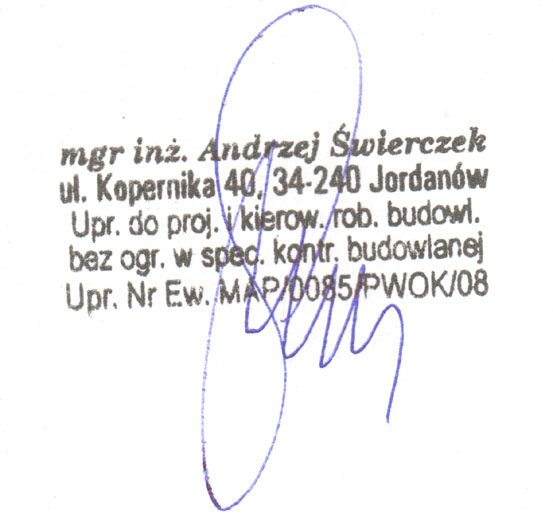 mgr inż. Andrzej Świerczek
ul. Kopernika 40, 34-240 Jordanów
Upr. do proj. i kierow. rob. budowl.
bez ogr. w spec. kontr. budowlanej
Upr. Nr Ew. MAP/0085/PWOK/08